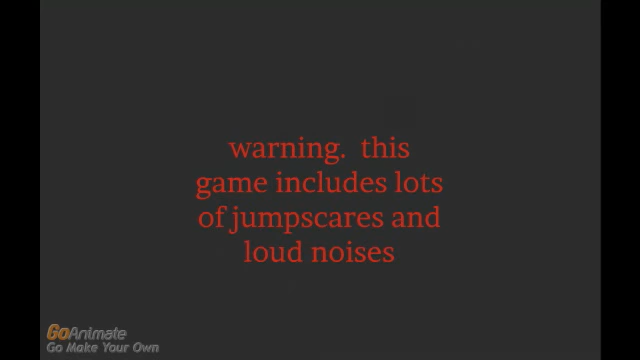 warning.  this
game includes lots
of jumpscares and
loud noises
GoAnimate
Go Make Your Own